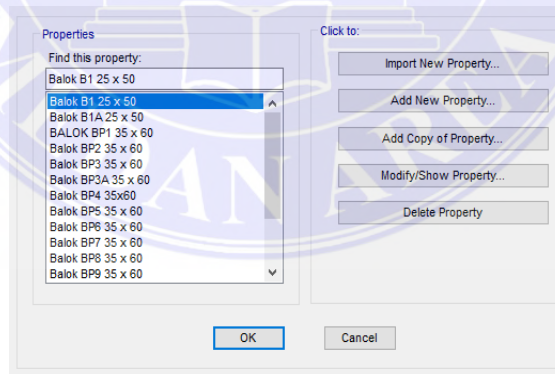 Properties
Find this property:
Balok B1 25 x 50
Balok B1 25 x 50
Balok B1A 25 x 50
BALOK BP1 35 x 60
Balok BP2 35 x 60
Balok BP3 35 x 60
Balok BP3A 35 x 60
Balok BP4 35x60
Balok BP5 35 x 60
Balok BP6 35 x 60
Balok BP7 35 x 60
Balok BP8 35 x 60
Balok BP9 35 x 60
Click to:
Import New Property...
Add New Property...
Add Copy of Property...
Modify/Show Property...
Delete Property
OK
Cancel